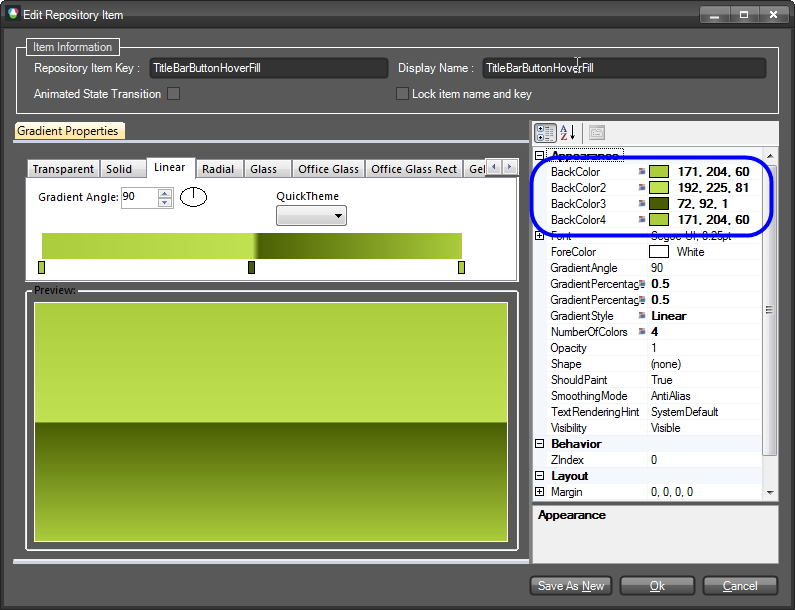 Edit Repository Item
Item Information
Repository Item Key : TitleBarButtonHoverFill Display Name : TitleBarButtonHoverFill
Animated State Transition Lock item name and key
Gradient Properties
Transparent Solid Linear Radial Glass Office Glass Office Glass Rect Gel
Gradient Angle: 90 QuickTheme
Preview:
Appearance
BackColor 171, 204, 60
BackColor2 192, 225, 81
BackColor3 72, 92, 1
BackColor4 171, 204, 60
Font Segoe UI, 8.25pt
ForeColor White
GradientAngle 90
GradientPercentag 0.5
GradientPercentag 0.5
GradientStyle Linear
NumberOfColors 4
Opacity 1
Shape (none)
ShouldPaint True
SmoothingMode AntiAlias
TextRenderingHint SystemDefault
Visibility Visible
Behavior
ZIndex 0
Layout
Margin 0, 0, 0, 0
Appearance
Save As New Ok Cancel